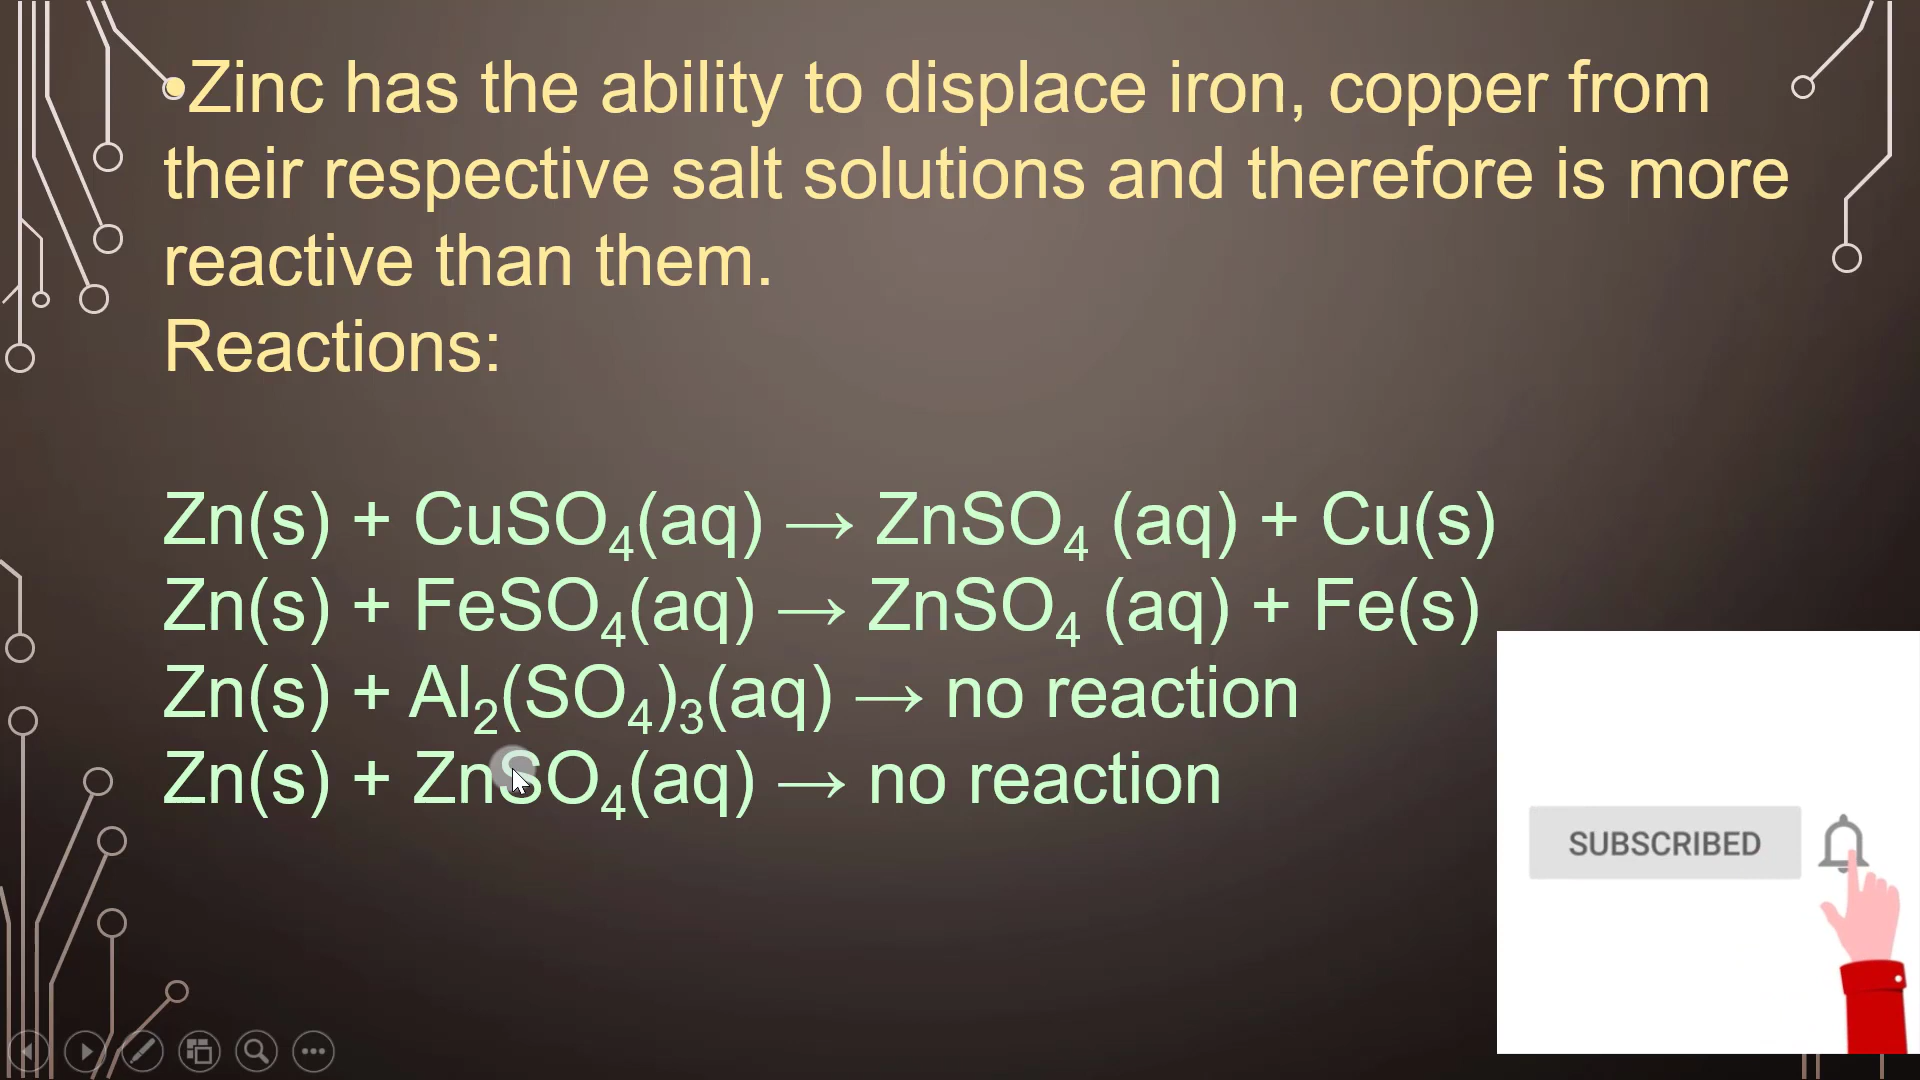 •Zinc has the ability to displace iron, copper from
their respective salt solutions and therefore is more
reactive than them.
Reactions:
Zn(s) + CuSO₄(aq) → ZnSO₄ (aq) + Cu(s)
Zn(s) + FeSO₄(aq) → ZnSO₄ (aq) + Fe(s)
Zn(s) + Al₂(SO₄)₃(aq) → no reaction
Zn(s) + ZnSO₄(aq) → no reaction
SUBSCRIBED